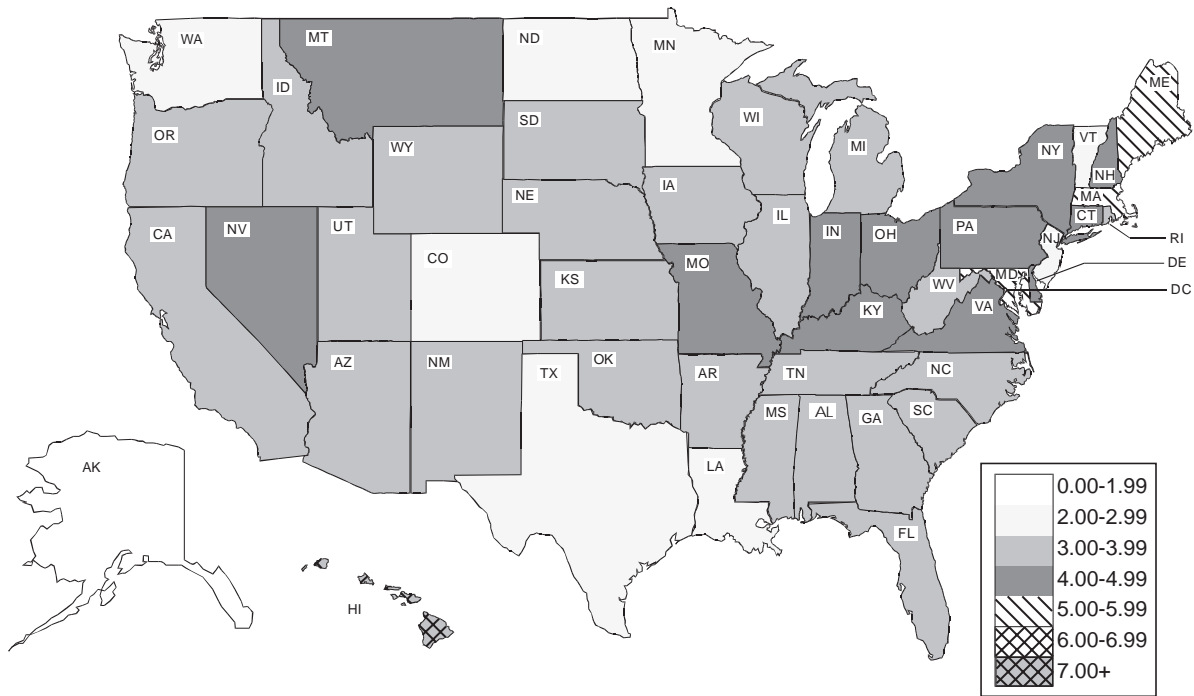 WA
MT
ND
MN
ME
ID
SD
WI
VT
OR
WY
MI
NY
NH
IA
MA
NE
CT
IL
CA
NV
UT
IN
OH
PA
NJ
RI
CO
MO
DE
KS
WV
MD
DC
KY
VA
AZ
NM
OK
TX
AR
TN
NC
MS
AL
GA
SC
AK
LA
FL
HI
0.00-1.99
2.00-2.99
3.00-3.99
4.00-4.99
5.00-5.99
6.00-6.99
7.00+